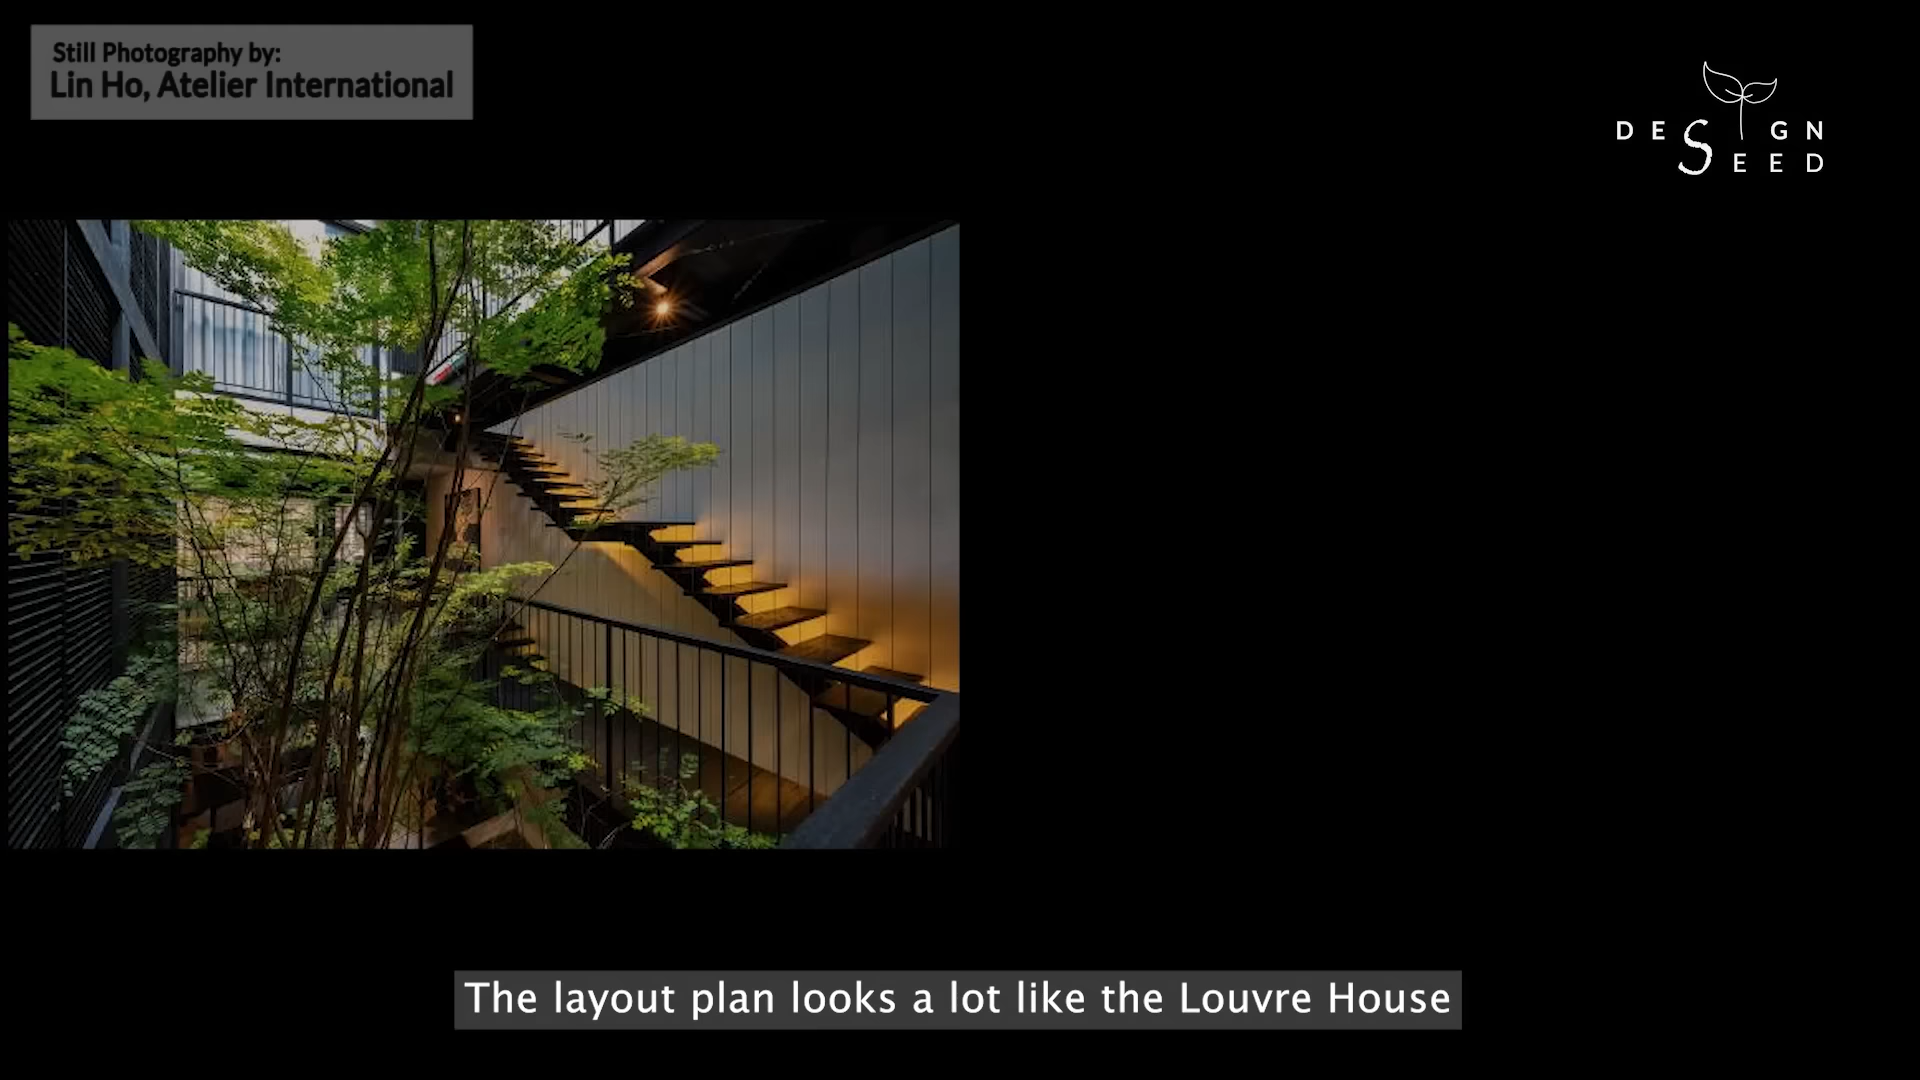 Still Photography by:
Lin Ho, Atelier International
DESIGN
SEED
The layout plan looks a lot like the Louvre House